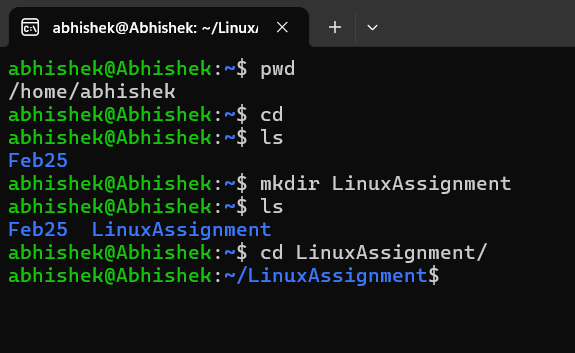 abhishek@Abhishek: ~/Linux/
abhishek@Abhishek:~$ pwd
/home/abhishek
abhishek@Abhishek:~$ cd
abhishek@Abhishek:~$ ls
Feb25
abhishek@Abhishek:~$ mkdir LinuxAssignment
abhishek@Abhishek:~$ ls
Feb25  LinuxAssignment
abhishek@Abhishek:~$ cd LinuxAssignment/
abhishek@Abhishek:~/LinuxAssignment$